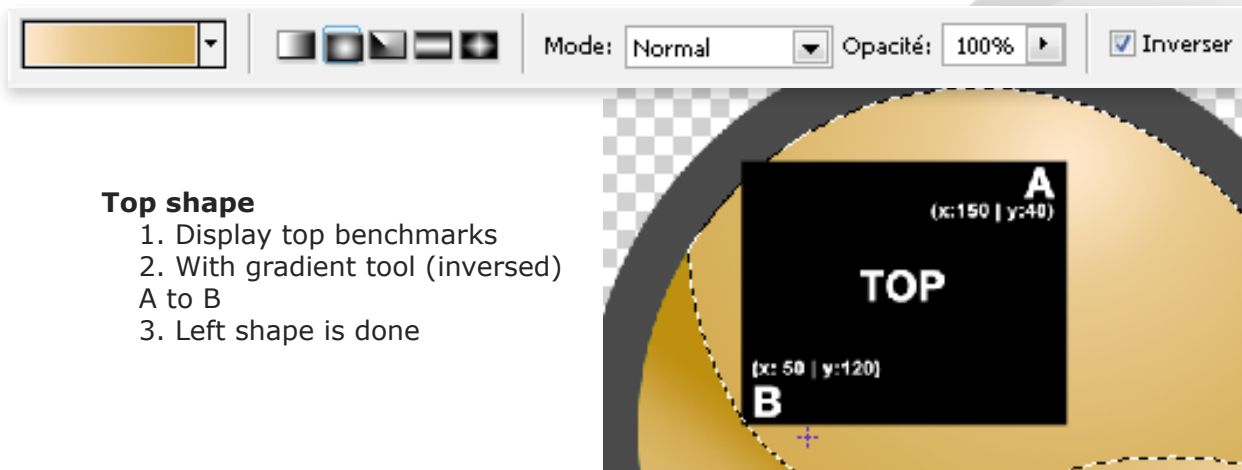 Mode: Normal Opacité: 100% Inverser
Top shape
1. Display top benchmarks
2. With gradient tool (inversed)
A to B
3. Left shape is done
A
(x:150 | y:40)
TOP
(x: 50 | y:120)
B